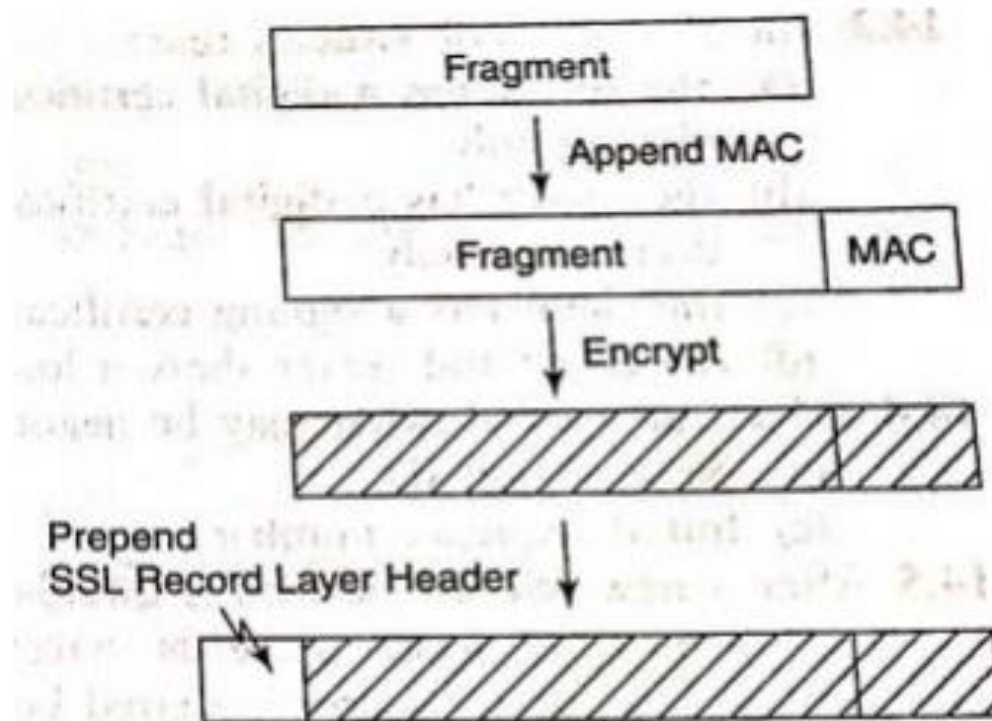 Fragment
Append MAC
Fragment MAC
Encrypt
Prepend
SSL Record Layer Header